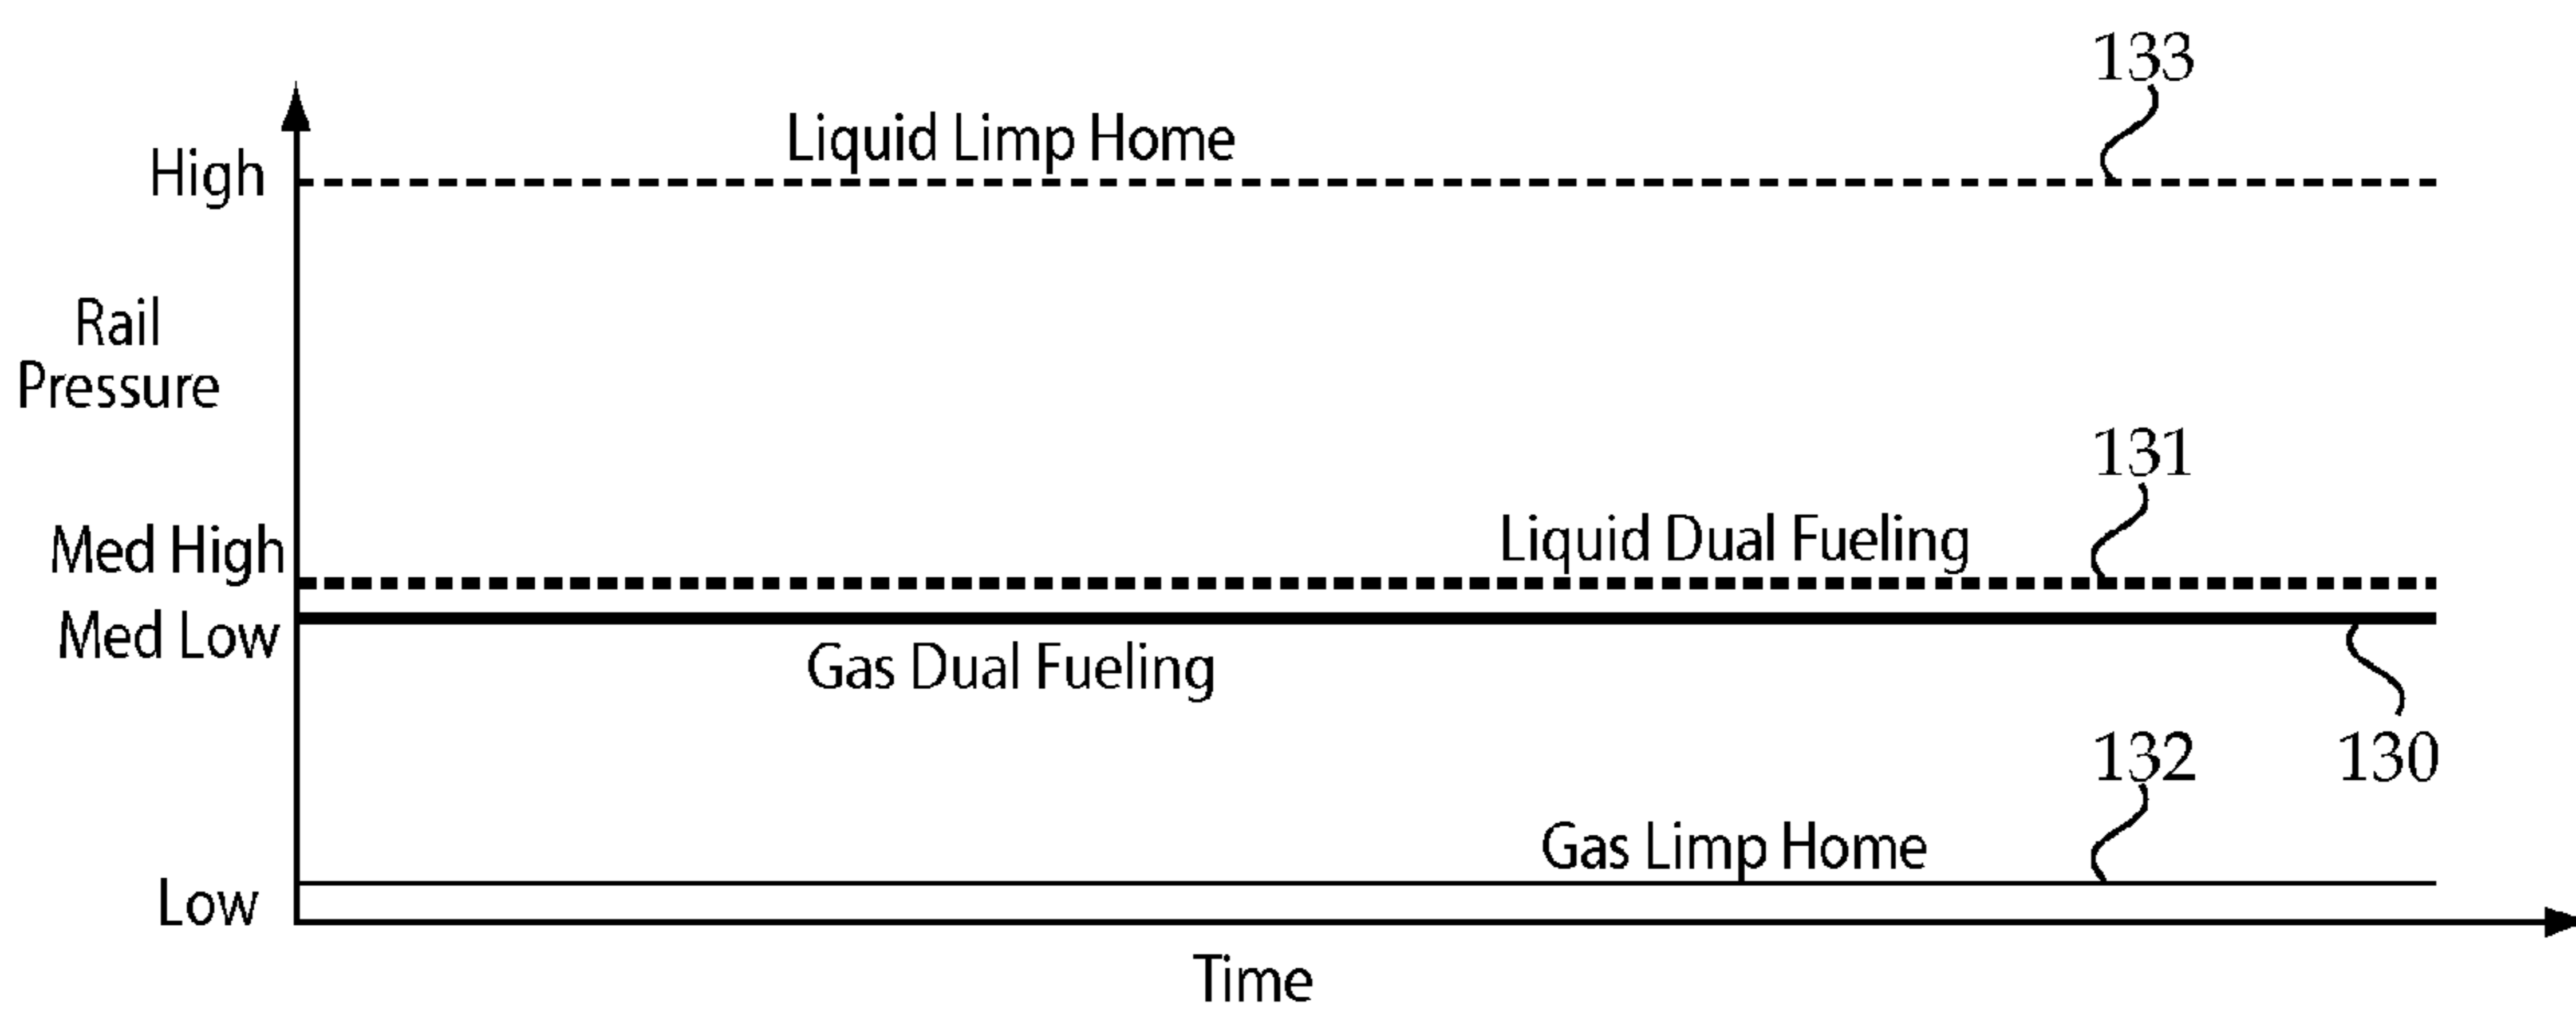 133
Liquid Limp Home
High
Rail
Pressure
131
Liquid Dual Fueling
Med High
Med Low
Gas Dual Fueling
132
130
Gas Limp Home
Low
Time